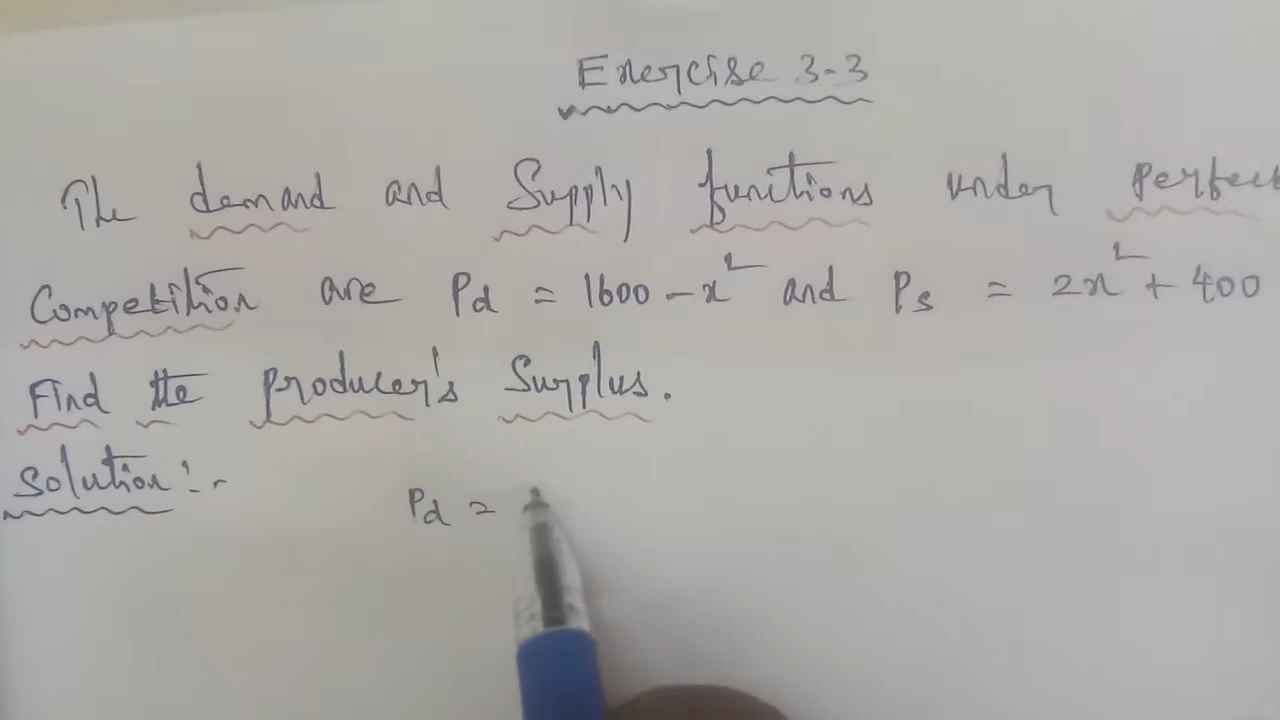 Exercise 3-3
The demand and Supply functions under Perfect
Competition are Pd = 1600 - x² and Ps = 2x² + 400
Find the Producer's Surplus.
Solution:-
Pd =